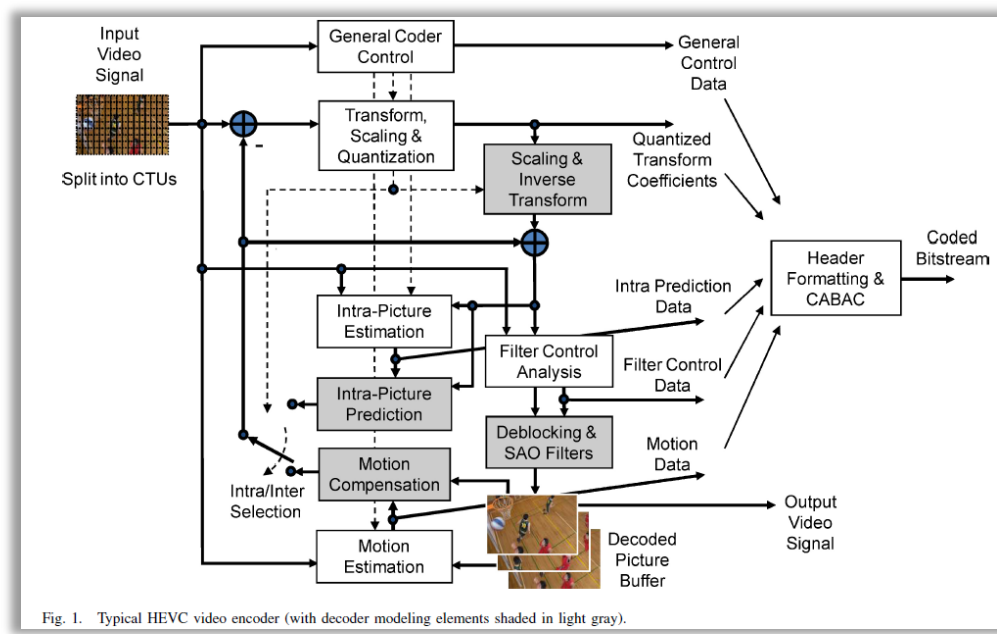 Input
Video
Signal
General Coder
Control
General
Control
Data
Transform,
Scaling &
Quantization
-
Quantized
Transform
Coefficients
Split into CTUs
Scaling &
Inverse
Transform
Header
Formatting &
CABAC
Coded
Bitstream
Intra Prediction
Data
Intra-Picture
Estimation
Filter Control
Analysis
Filter Control
Data
Intra-Picture
Prediction
Deblocking &
SAO Filters
Motion
Data
Motion
Compensation
Intra/Inter
Selection
Output
Video
Signal
Motion
Estimation
Decoded
Picture
Buffer
Fig. 1. Typical HEVC video encoder (with decoder modeling elements shaded in light gray).